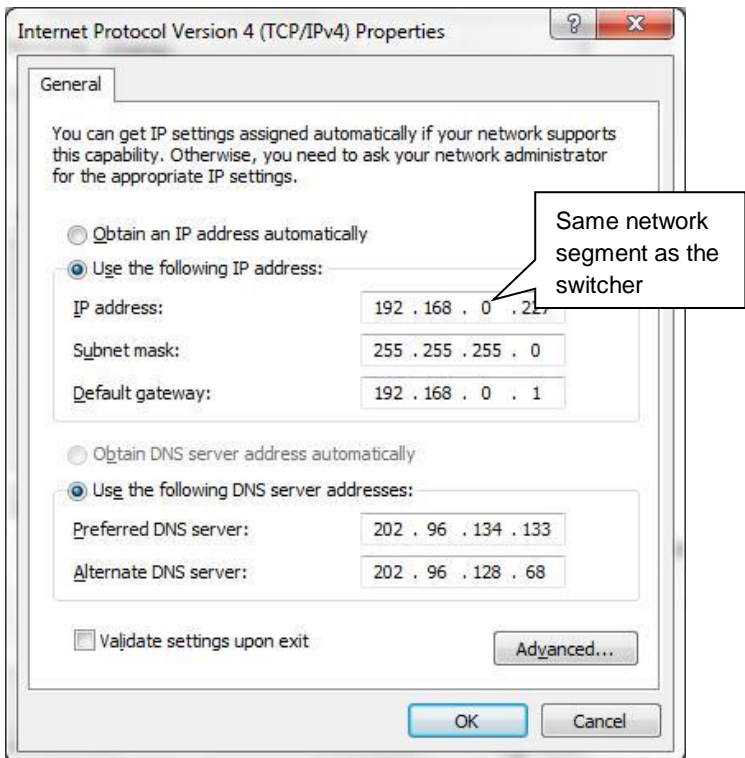 Internet Protocol Version 4 (TCP/IPv4) Properties
General
You can get IP settings assigned automatically if your network supports
this capability. Otherwise, you need to ask your network administrator
for the appropriate IP settings.
Obtain an IP address automatically
Use the following IP address:
IP address: 192 . 168 . 0 . 227
Subnet mask: 255 . 255 . 255 . 0
Default gateway: 192 . 168 . 0 . 1
Same network
segment as the
switcher
Obtain DNS server address automatically
Use the following DNS server addresses:
Preferred DNS server: 202 . 96 . 134 . 133
Alternate DNS server: 202 . 96 . 128 . 68
Validate settings upon exit
Advanced...
OK
Cancel